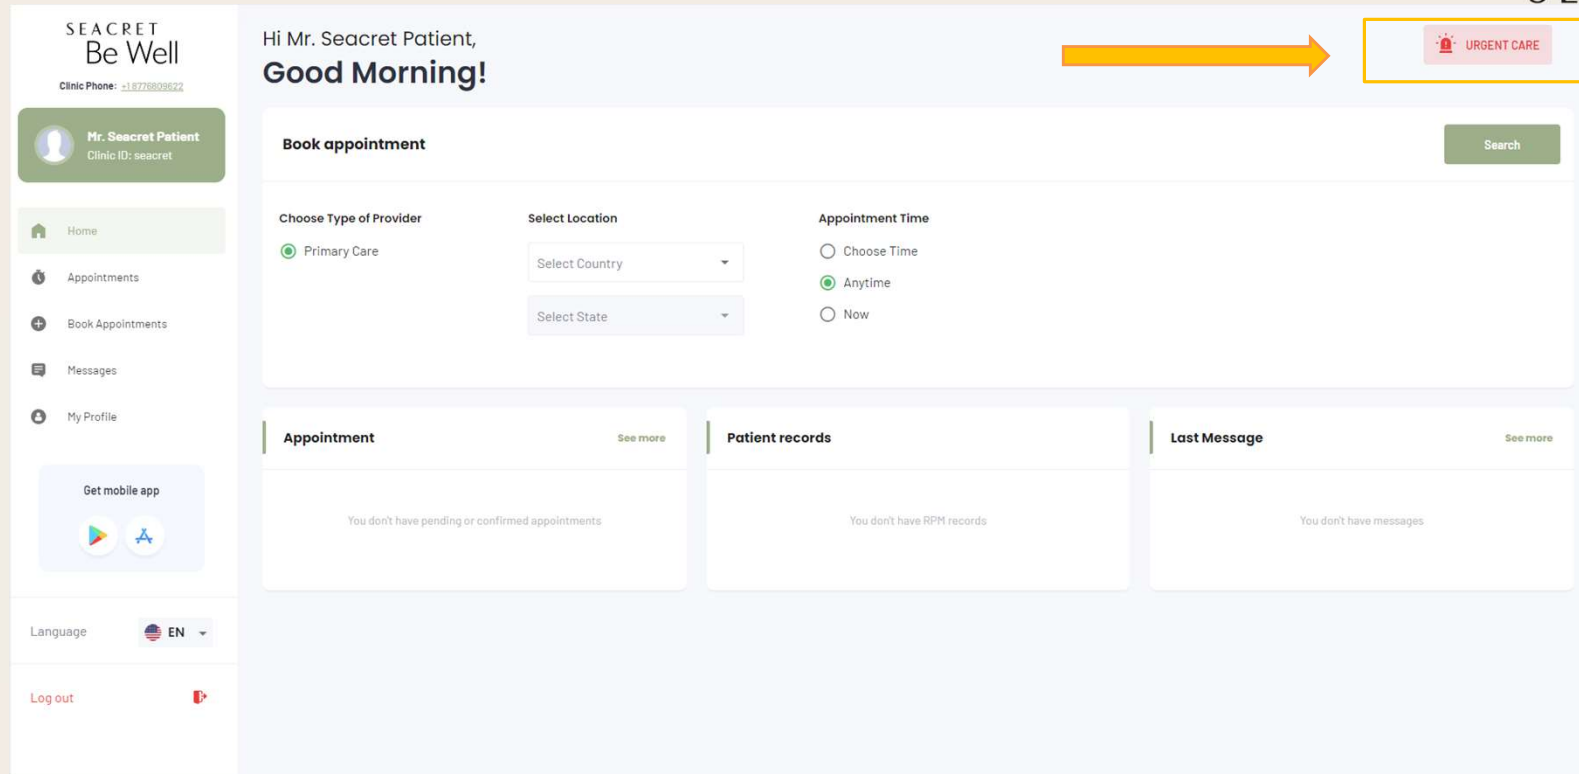 SEACRET
Be Well
Clinic Phone: +18776809622
Mr. Seacret Patient
Clinic ID: seacret
Home
Appointments
Book Appointments
Messages
My Profile
Get mobile app
Language
EN
Log out
Hi Mr. Seacret Patient,
Good Morning!
URGENT CARE
Book appointment
Search
Choose Type of Provider
Primary Care
Select Location
Select Country
Select State
Appointment Time
Choose Time
Anytime
Now
Appointment
See more
You don't have pending or confirmed appointments
Patient records
You don't have RPM records
Last Message
See more
You don't have messages